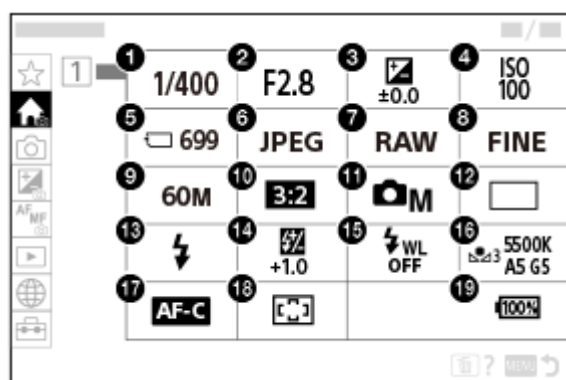 1
1 1/400
2 F2.8
3 ±0.0
4 ISO 100
5 699
6 JPEG
7 RAW
8 FINE
9 60M
10 3:2
11 M
12
13
14 +1.0
15 WL OFF
16 3 5500K A5 G5
17 AF-C
18
19 100%
AF MF
? MENU